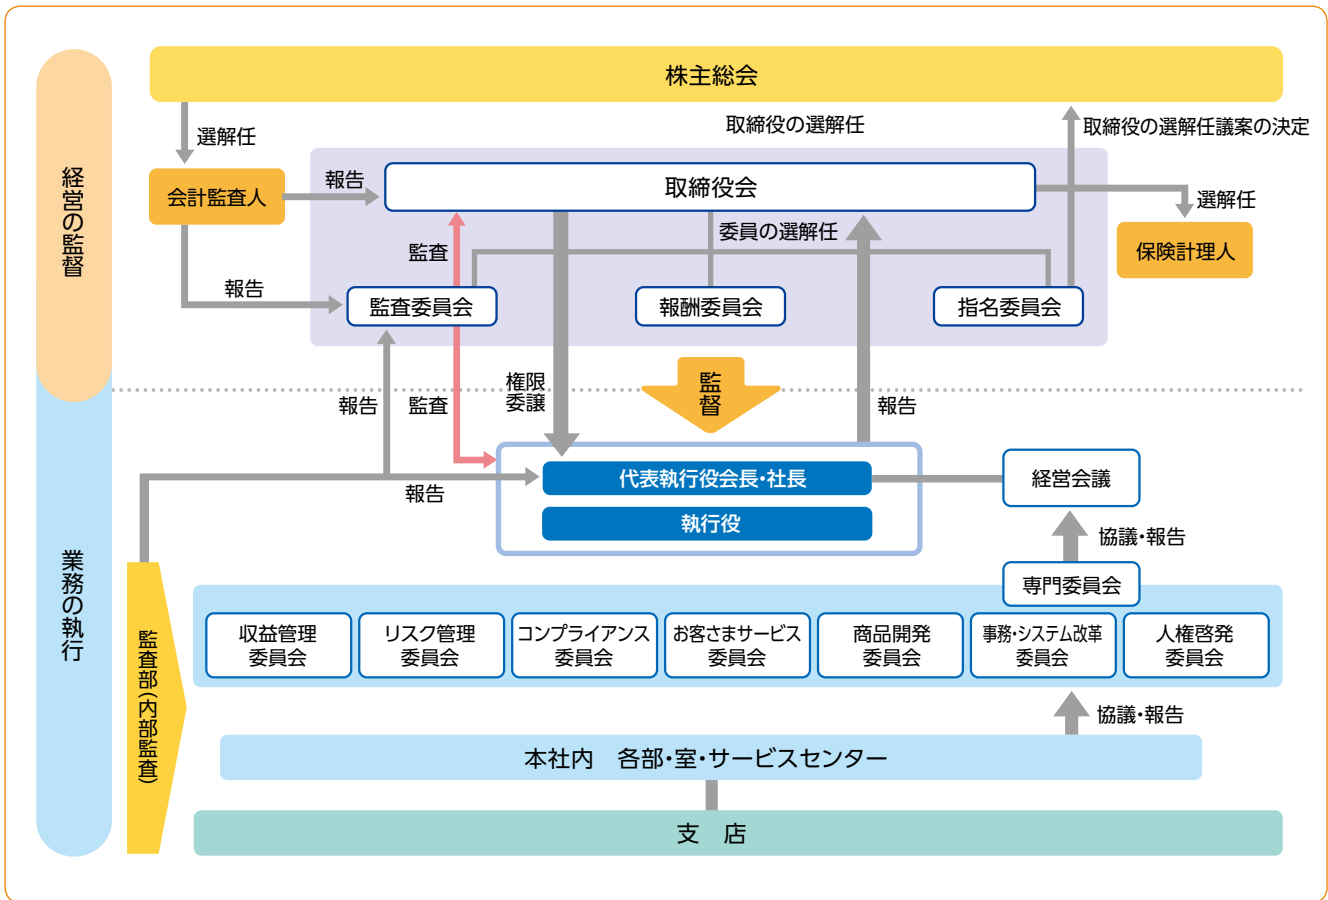 株主総会
選解任
取締役の選解任
取締役の選解任議案の決定
経営の監督
会計監査人
報告
取締役会
選解任
保険計理人
監査
委員の選解任
報告
監査委員会
報酬委員会
指名委員会
権限
委譲
監督
報告
監査
報告
報告
代表執行役会長・社長
執行役
経営会議
協議・報告
専門委員会
業務の執行
監査部(内部監査)
収益管理
委員会
リスク管理
委員会
コンプライアンス
委員会
お客さまサービス
委員会
商品開発
委員会
事務・システム改革
委員会
人権啓発
委員会
協議・報告
本社内　各部・室・サービスセンター
支　店